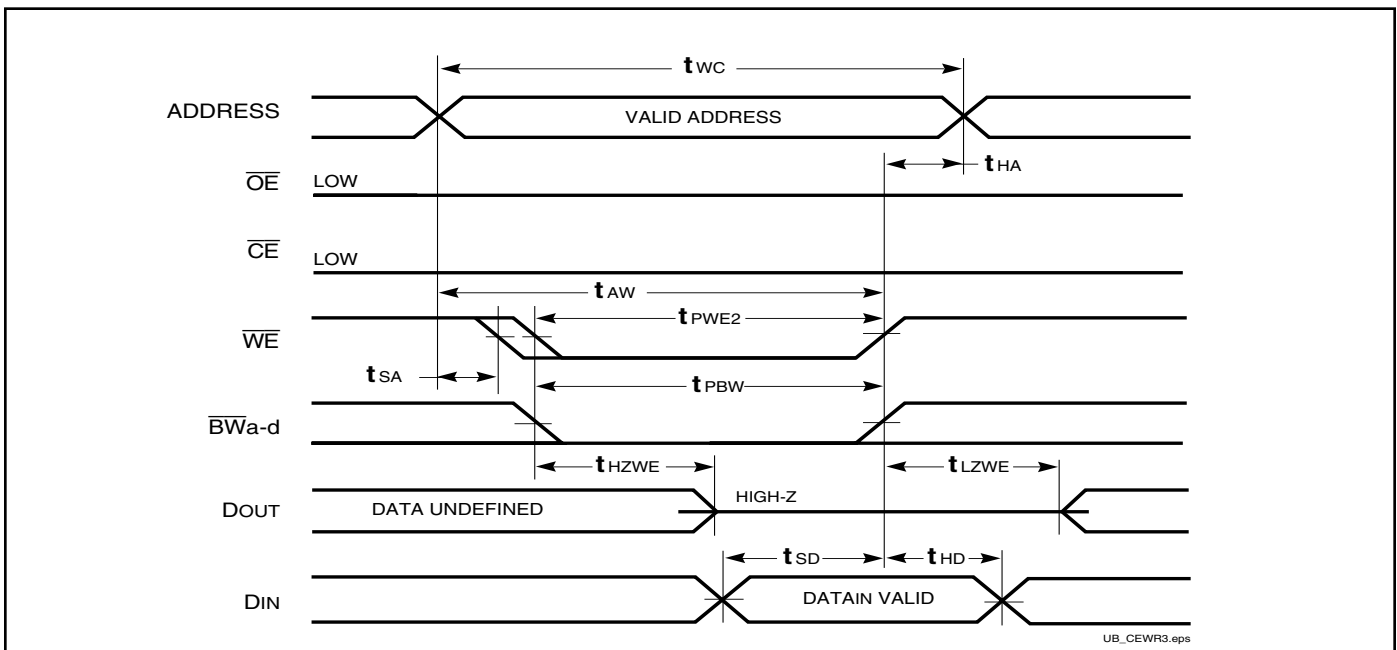 tWC
ADDRESS
VALID ADDRESS
tHA
OE
LOW
CE
LOW
tAW
tPWE2
WE
tSA
tPBW
BWa-d
tHZWE
tLZWE
DOUT
DATA UNDEFINED
HIGH-Z
tSD
tHD
DIN
DATAIN VALID
UB_CEWR3.eps